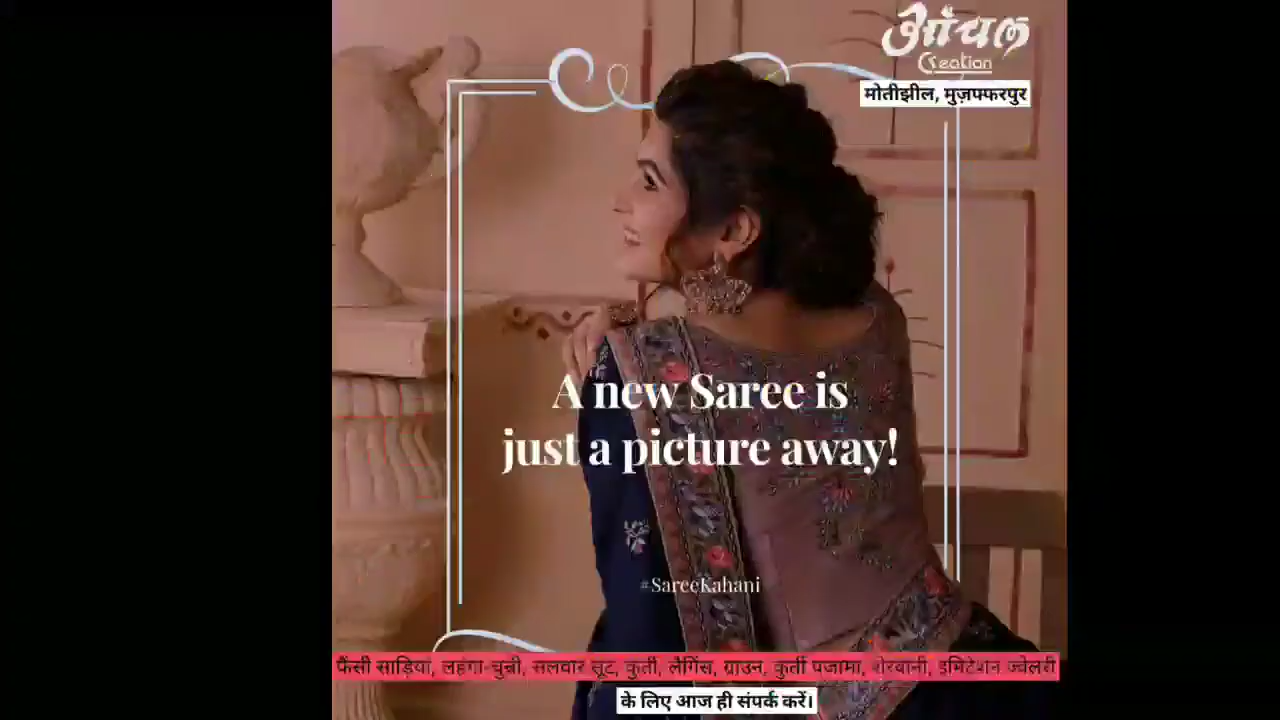 आँचल
Creation
मोतीझील, मुज़फ्फरपुर
A new Saree is
just a picture away!
#SareeKahani
फैंसी साड़ियां, लहंगा-चुन्नी, सलवार सूट, कुर्ती, लैगिंस, ग्राउन, कुर्ता पजामा, शेरवानी, इमिटेशन ज्वेलरी
के लिए आज ही संपर्क करें।